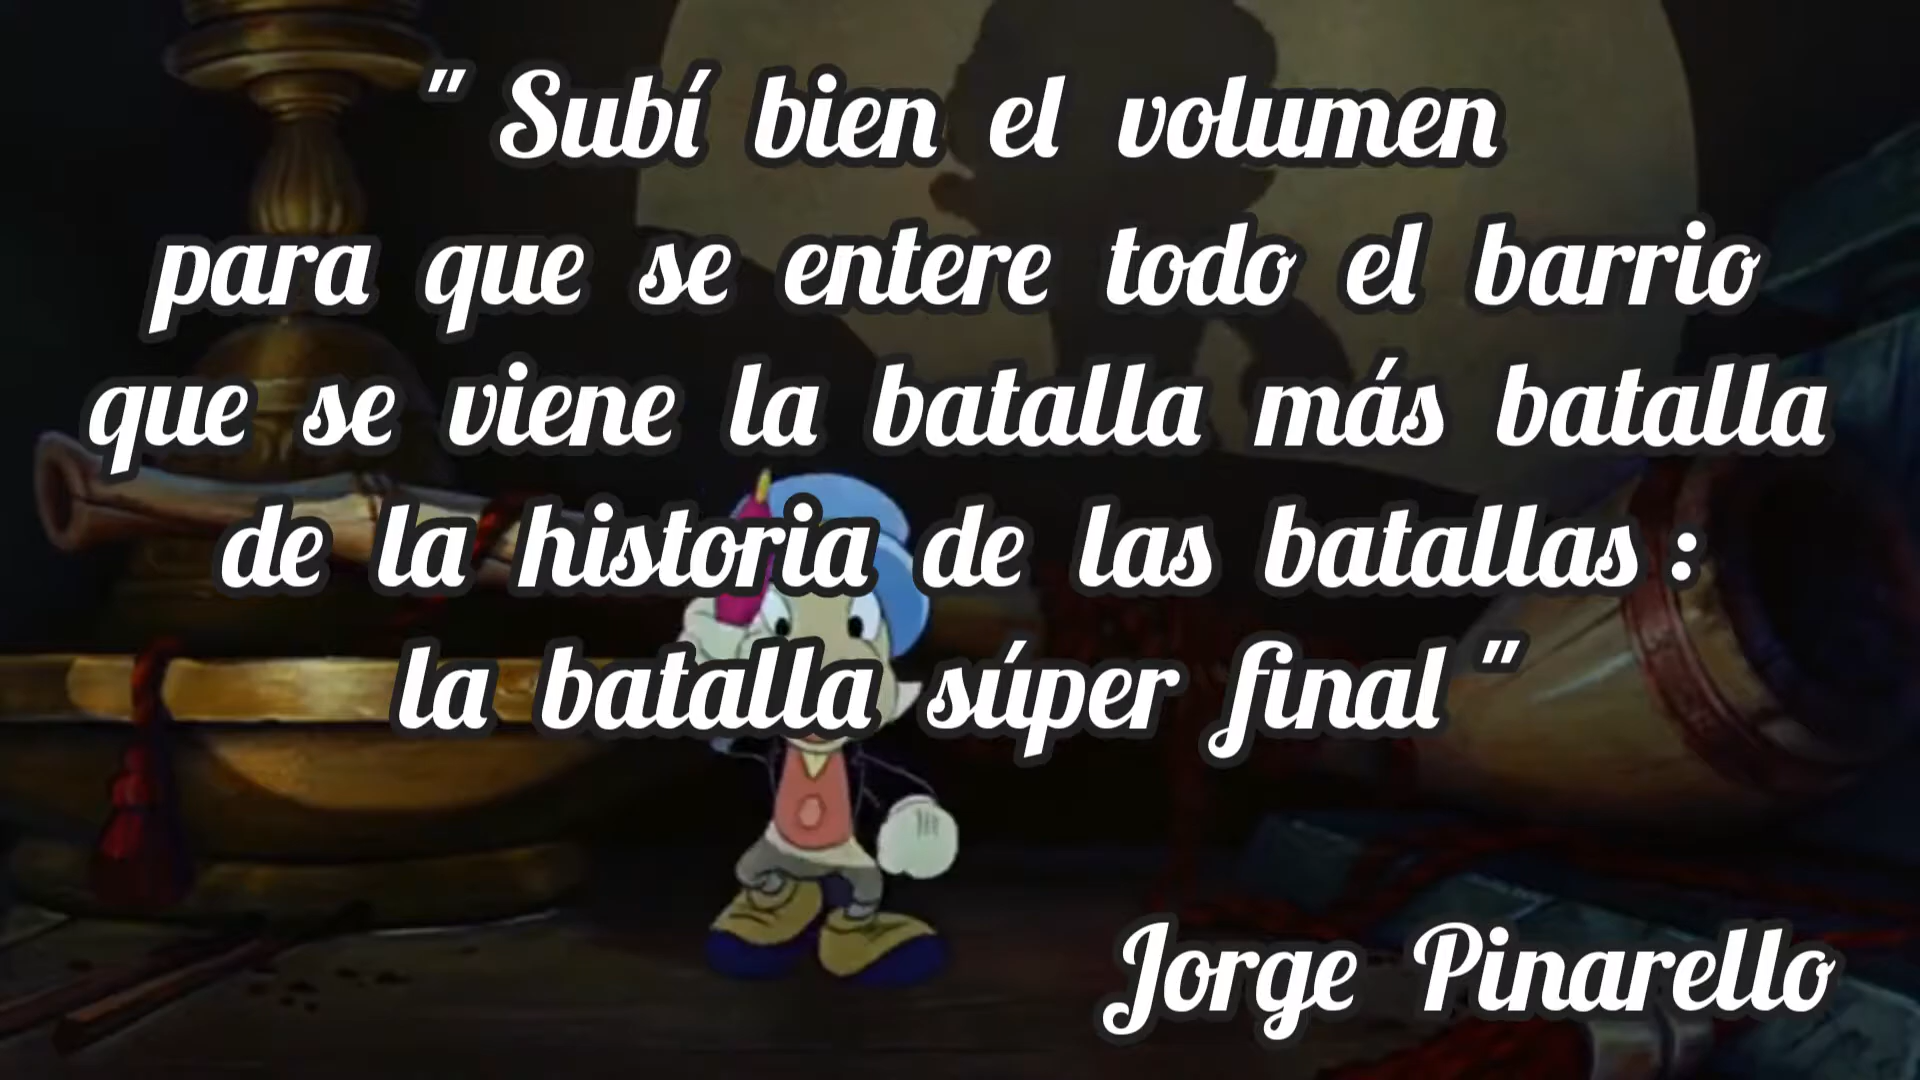 " Subí bien el volumen
para que se entere todo el barrio
que se viene la batalla más batalla
de la historia de las batallas :
la batalla súper final "
Jorge Pinarello